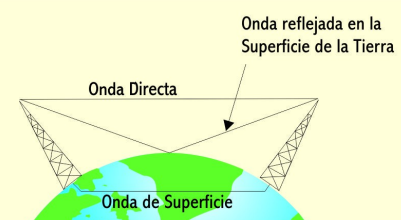 Onda reflejada en la
Superficie de la Tierra
Onda Directa
Onda de Superficie